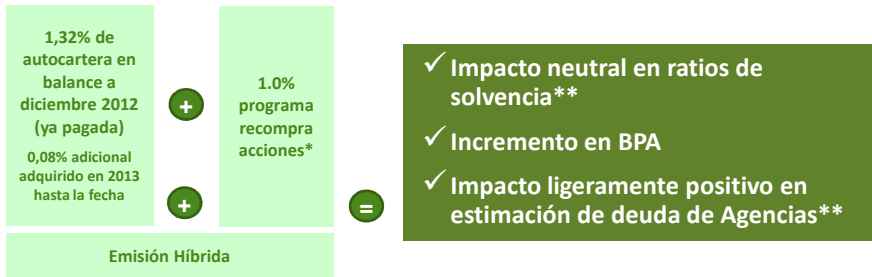 1,32% de
autocartera en
balance a
diciembre 2012
(ya pagada)
0,08% adicional
adquirido en 2013
hasta la fecha
+
1.0%
programa
recompra
acciones*
+
Emisión Híbrida
=
✓ Impacto neutral en ratios de
solvencia**
✓ Incremento en BPA
✓ Impacto ligeramente positivo en
estimación de deuda de Agencias**